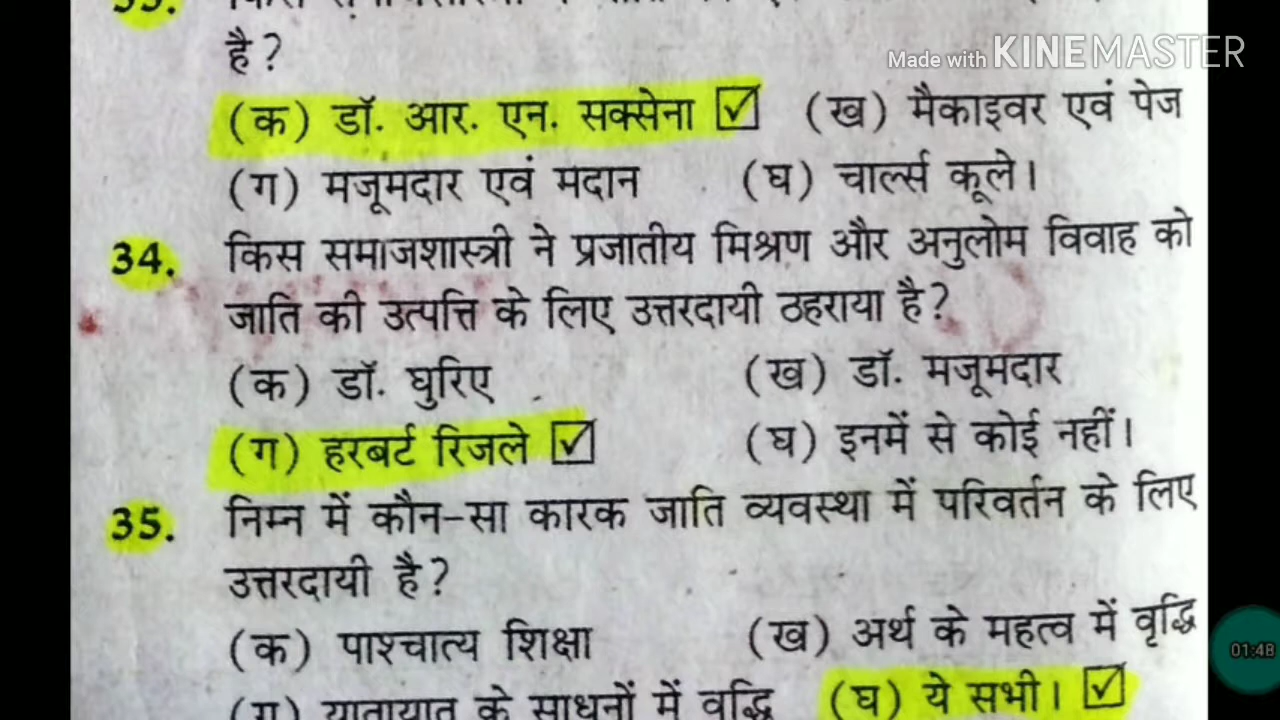 33.
है?
Made with KINEMASTER
(क) डॉ. आर. एन. सक्सेना ☑ (ख) मैकाइवर एवं पेज
(ग) मजूमदार एवं मदान (घ) चार्ल्स कूले।
34. किस समाजशास्त्री ने प्रजातीय मिश्रण और अनुलोम विवाह को
जाति की उत्पत्ति के लिए उत्तरदायी ठहराया है?
(क) डॉ. घुरिए (ख) डॉ. मजूमदार
(ग) हरबर्ट रिजले ☑ (घ) इनमें से कोई नहीं।
35. निम्न में कौन-सा कारक जाति व्यवस्था में परिवर्तन के लिए
उत्तरदायी है?
(क) पाश्चात्य शिक्षा (ख) अर्थ के महत्व में वृद्धि
01:48
(ग) यातायात के साधनों में वृद्धि (घ) ये सभी। ☑